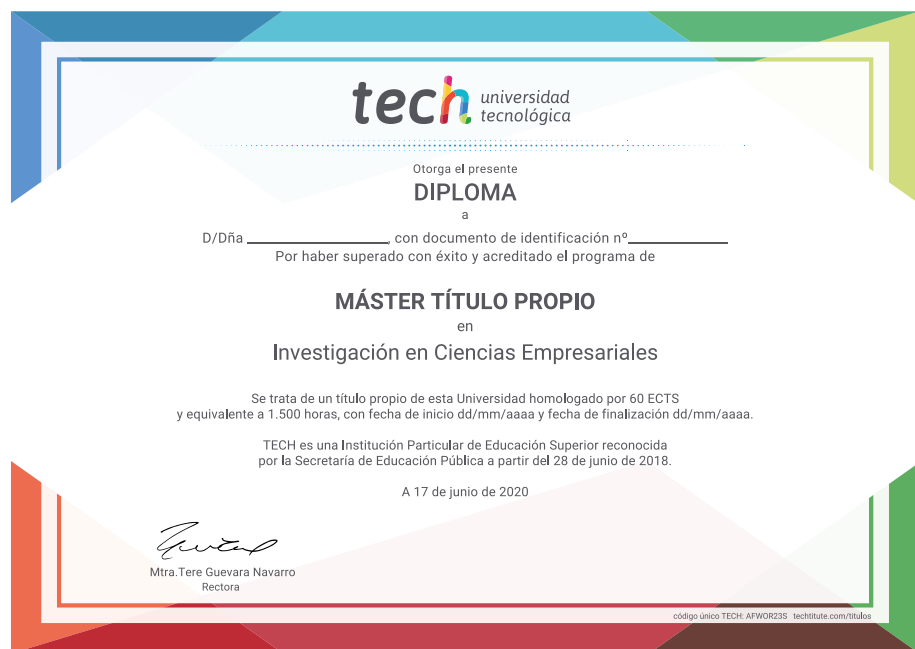 tech universidad
tecnológica
Otorga el presente
DIPLOMA
a
D/Dña ____________________, con documento de identificación nº______________
Por haber superado con éxito y acreditado el programa de
MÁSTER TÍTULO PROPIO
en
Investigación en Ciencias Empresariales
Se trata de un título propio de esta Universidad homologado por 60 ECTS
y equivalente a 1.500 horas, con fecha de inicio dd/mm/aaaa y fecha de finalización dd/mm/aaaa.
TECH es una Institución Particular de Educación Superior reconocida
por la Secretaría de Educación Pública a partir del 28 de junio de 2018.
A 17 de junio de 2020
Mtra.Tere Guevara Navarro
Rectora
código único TECH: AFWOR23S techtitute.com/titulos